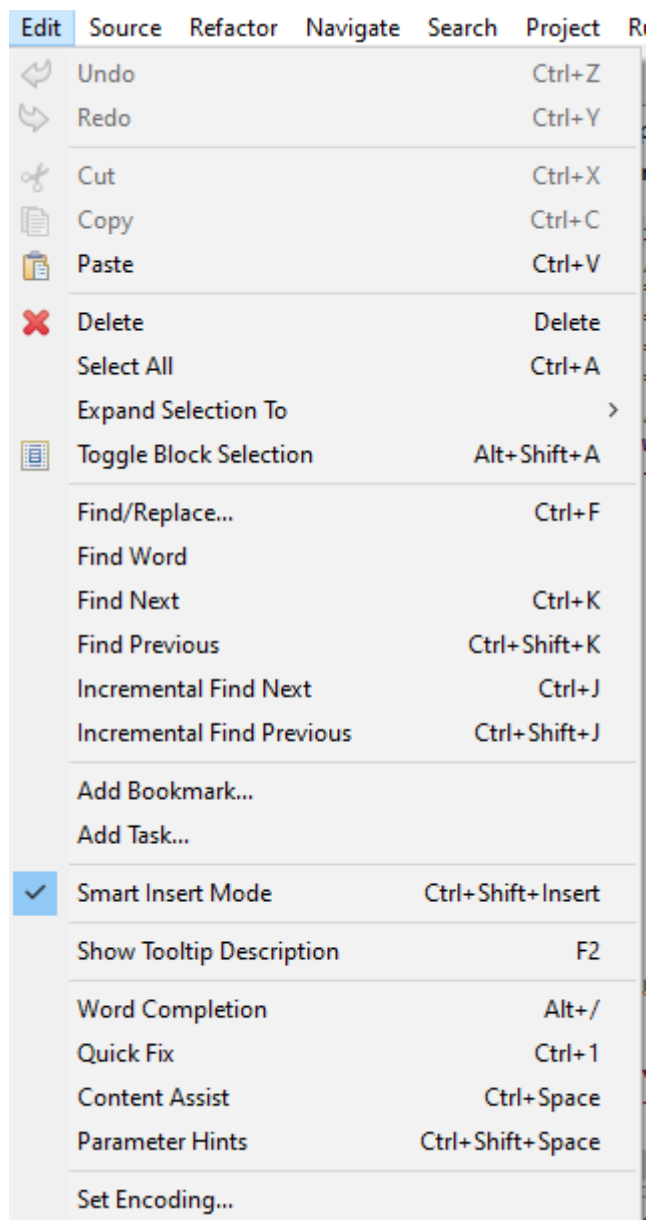 Edit Source Refactor Navigate Search Project
Undo Ctrl+Z
Redo Ctrl+Y
Cut Ctrl+X
Copy Ctrl+C
Paste Ctrl+V
Delete Delete
Select All Ctrl+A
Expand Selection To >
Toggle Block Selection Alt+Shift+A
Find/Replace... Ctrl+F
Find Word
Find Next Ctrl+K
Find Previous Ctrl+Shift+K
Incremental Find Next Ctrl+J
Incremental Find Previous Ctrl+Shift+J
Add Bookmark...
Add Task...
Smart Insert Mode Ctrl+Shift+Insert
Show Tooltip Description F2
Word Completion Alt+/
Quick Fix Ctrl+1
Content Assist Ctrl+Space
Parameter Hints Ctrl+Shift+Space
Set Encoding...